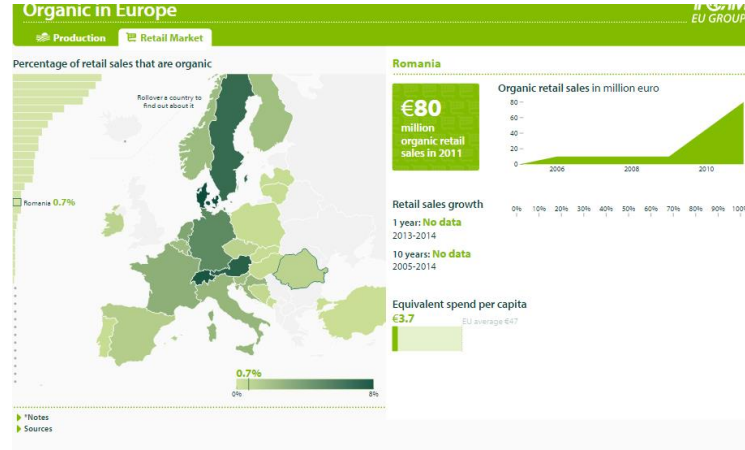 Organic in Europe
EU GROUP
Production
Retail Market
Percentage of retail sales that are organic
Rollover a country to
find out about it
Romania 0.7%
0.7%
0%
8%
*Notes
Sources
Romania
€80
million
organic retail
sales in 2011
Organic retail sales in million euro
80
60
40
20
0
2006
2008
2010
Retail sales growth
0% 10% 20% 30% 40% 50% 60% 70% 80% 90% 100%
1 year: No data
2013-2014
10 years: No data
2005-2014
Equivalent spend per capita
€3.7
EU average €47